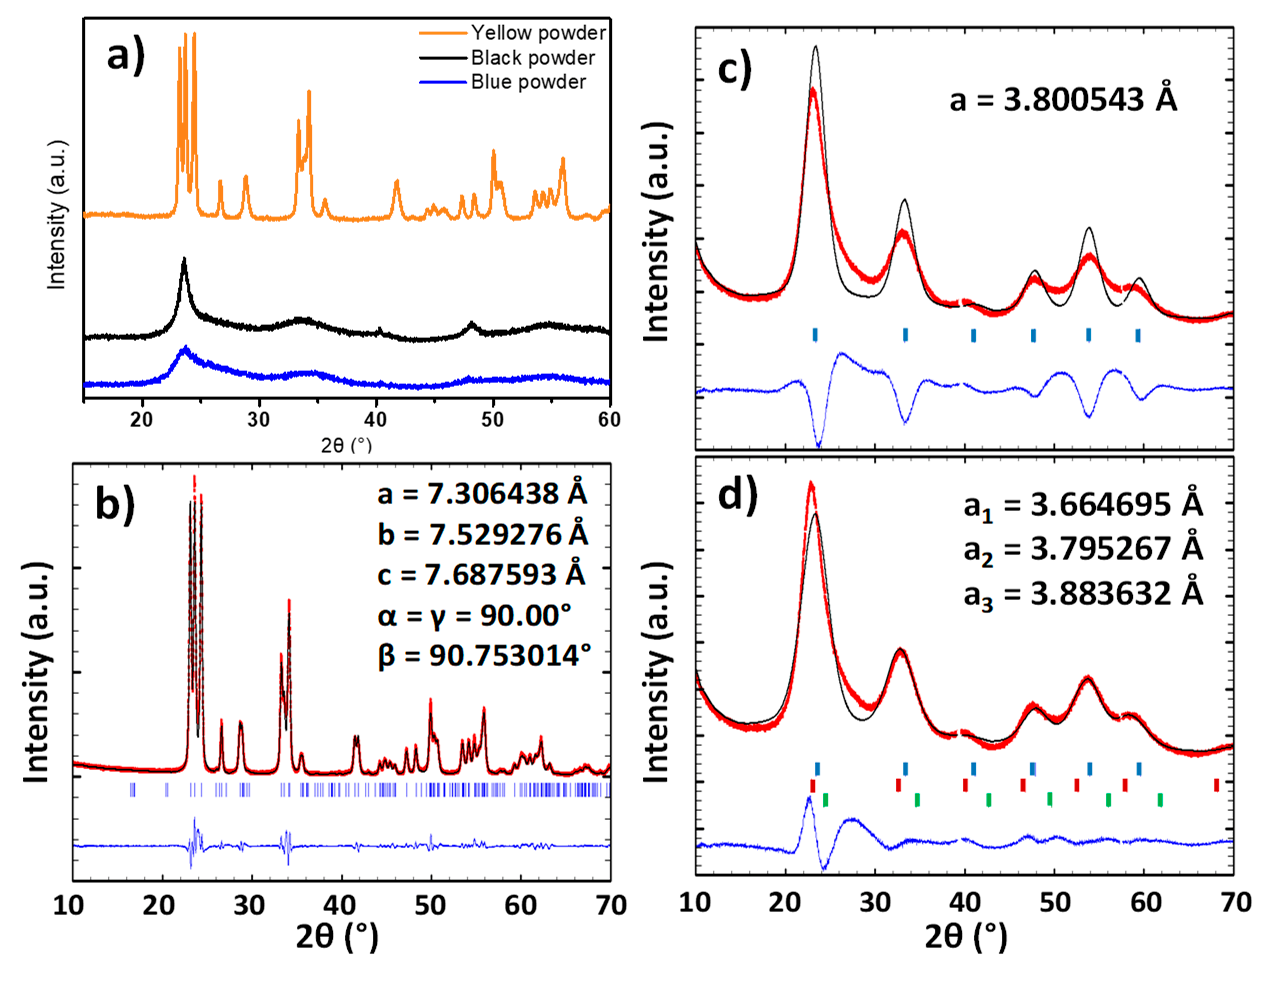 a)
Yellow powder
Black powder
Blue powder
Intensity (a.u.)
20
30
40
50
60
2θ (°)
b)
a = 7.306438 Å
b = 7.529276 Å
c = 7.687593 Å
α = γ = 90.00°
β = 90.753014°
Intensity (a.u.)
10
20
30
40
50
60
70
2θ (°)
c)
a = 3.800543 Å
Intensity (a.u.)
d)
a1 = 3.664695 Å
a2 = 3.795267 Å
a3 = 3.883632 Å
Intensity (a.u.)
10
20
30
40
50
60
70
2θ (°)